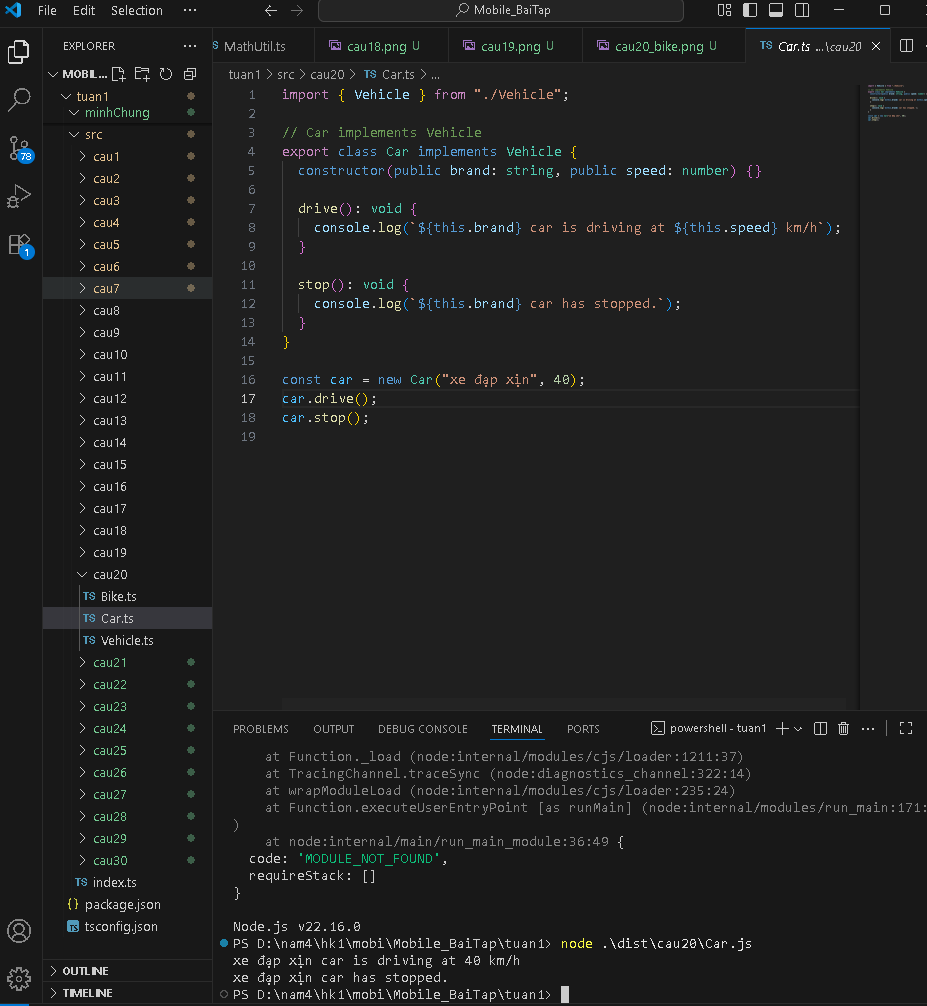 File Edit Selection ··· Mobile_BaiTap
EXPLORER ···
MOBIL...
tuan1
minhChung
src
cau1
cau2
cau3
cau4
cau5
cau6
cau7
cau8
cau9
cau10
cau11
cau12
cau13
cau14
cau15
cau16
cau17
cau18
cau19
cau20
TS Bike.ts
TS Car.ts
TS Vehicle.ts
cau21
cau22
cau23
cau24
cau25
cau26
cau27
cau28
cau29
cau30
TS index.ts
{} package.json
TS tsconfig.json
OUTLINE
TIMELINE
78
1
S MathUtil.ts cau18.png U cau19.png U cau20_bike.png U TS Car.ts ...\cau20 ×
tuan1 > src > cau20 > TS Car.ts > ...
1 import { Vehicle } from "./Vehicle";
2
3 // Car implements Vehicle
4 export class Car implements Vehicle {
5 constructor(public brand: string, public speed: number) {}
6
7 drive(): void {
8 console.log(`${this.brand} car is driving at ${this.speed} km/h`);
9 }
10
11 stop(): void {
12 console.log(`${this.brand} car has stopped.`);
13 }
14 }
15
16 const car = new Car("xe đạp xịn", 40);
17 car.drive();
18 car.stop();
19
PROBLEMS OUTPUT DEBUG CONSOLE TERMINAL PORTS powershell - tuan1 + ···
at Function._load (node:internal/modules/cjs/loader:1211:37)
at TracingChannel.traceSync (node:diagnostics_channel:322:14)
at wrapModuleLoad (node:internal/modules/cjs/loader:235:24)
at Function.executeUserEntryPoint [as runMain] (node:internal/modules/run_main:171:
)
at node:internal/main/run_main_module:36:49 {
code: 'MODULE_NOT_FOUND',
requireStack: []
}
Node.js v22.16.0
PS D:\nam4\hk1\mobi\Mobile_BaiTap\tuan1> node .\dist\cau20\Car.js
xe đạp xịn car is driving at 40 km/h
xe đạp xịn car has stopped.
PS D:\nam4\hk1\mobi\Mobile_BaiTap\tuan1>